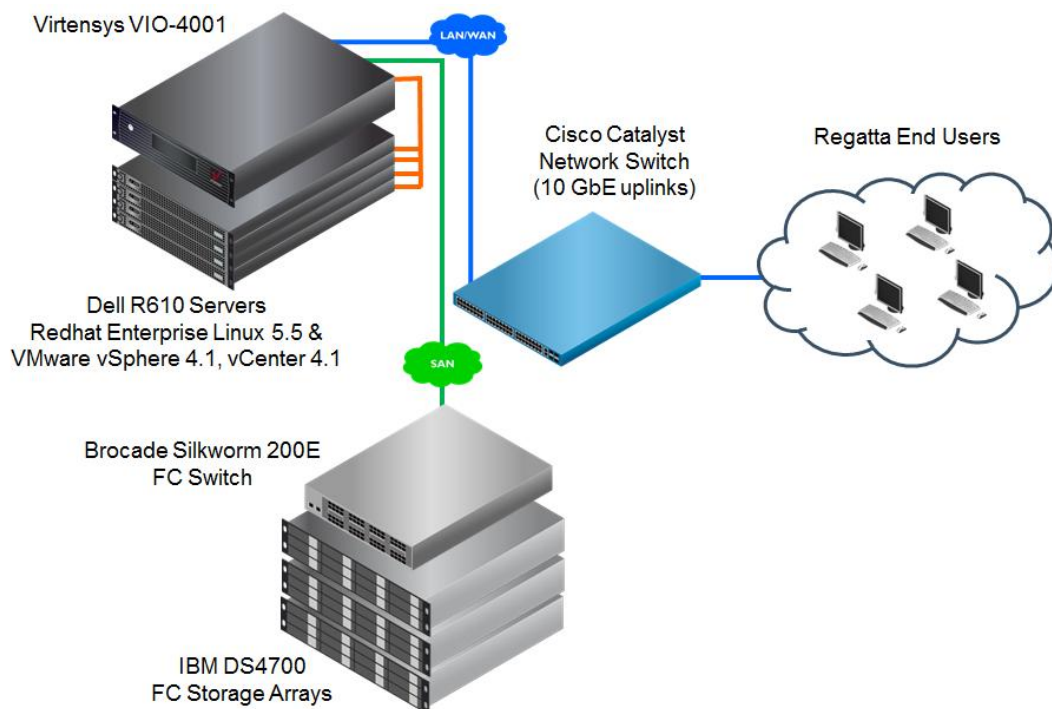 Virtensys VIO-4001
LAN/WAN
Cisco Catalyst
Network Switch
(10 GbE uplinks)
Regatta End Users
Dell R610 Servers
Redhat Enterprise Linux 5.5 &
VMware vSphere 4.1, vCenter 4.1
SAN
Brocade Silkworm 200E
FC Switch
IBM DS4700
FC Storage Arrays